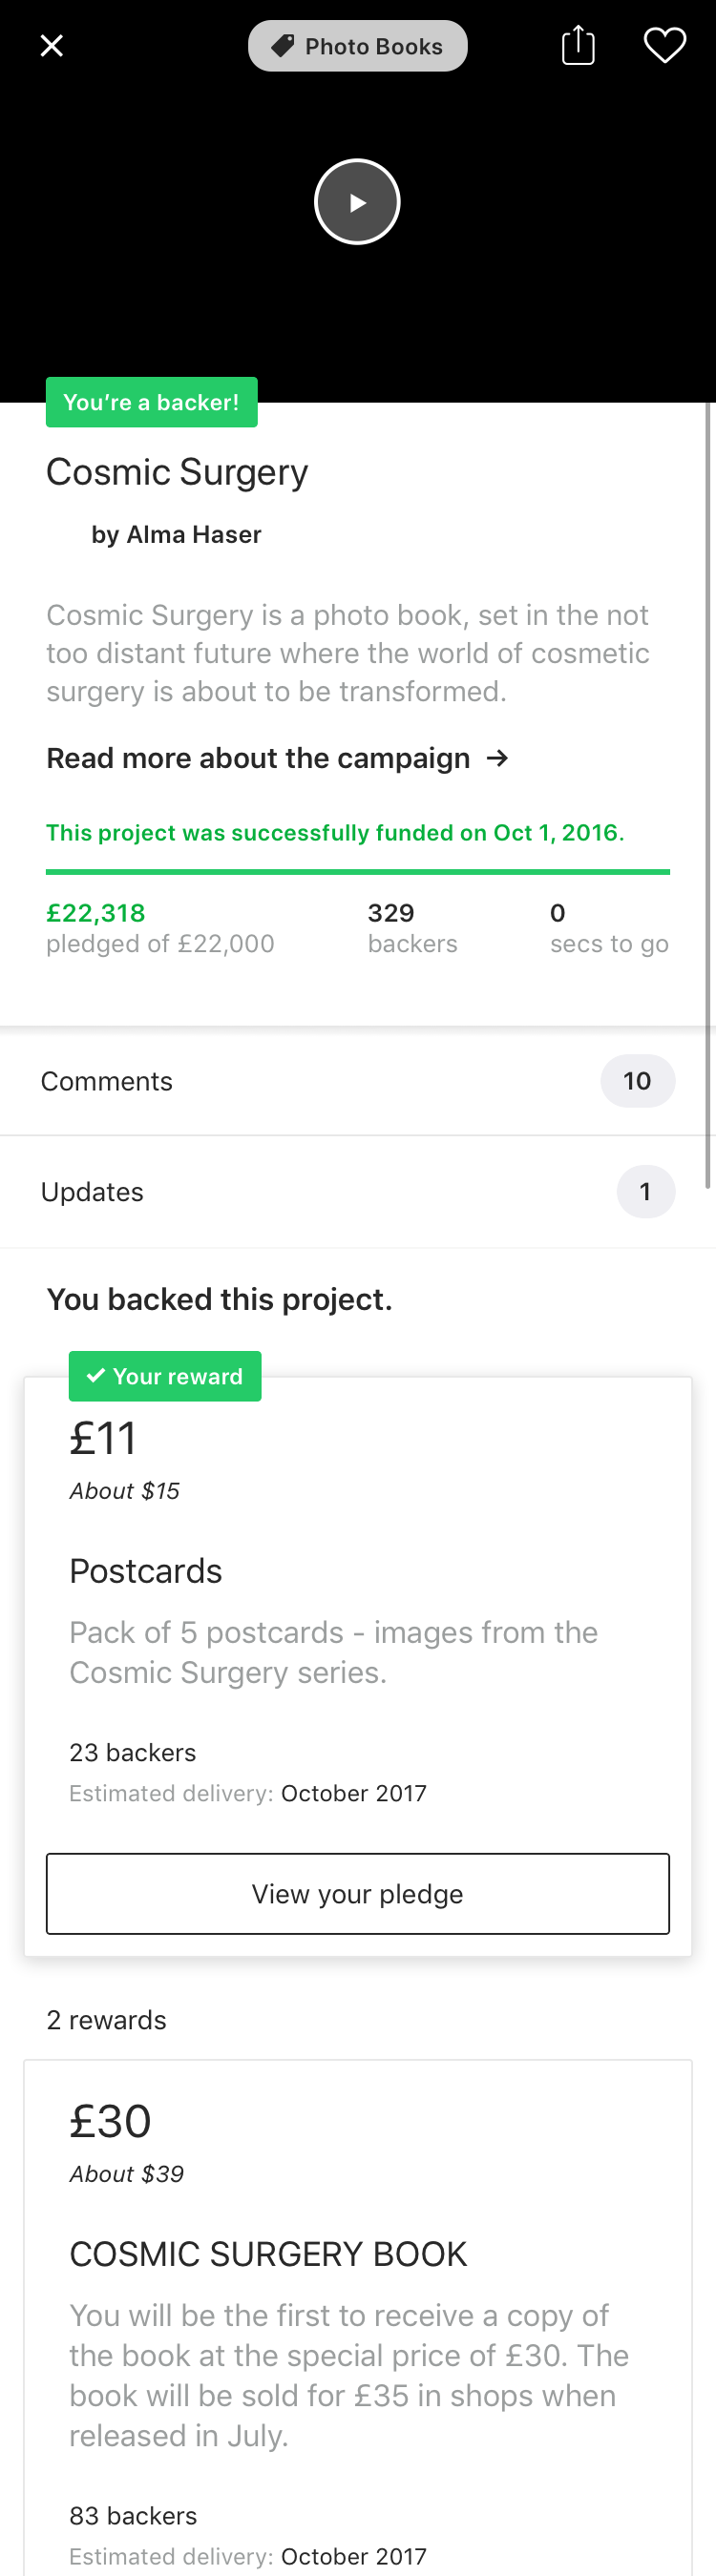 Photo Books
You’re a backer!
Cosmic Surgery
by Alma Haser
Cosmic Surgery is a photo book, set in the not
too distant future where the world of cosmetic
surgery is about to be transformed.
Read more about the campaign →
This project was successfully funded on Oct 1, 2016.
£22,318 329 0
pledged of £22,000 backers secs to go
Comments 10
Updates 1
You backed this project.
✓ Your reward
£11
About $15
Postcards
Pack of 5 postcards - images from the
Cosmic Surgery series.
23 backers
Estimated delivery: October 2017
View your pledge
2 rewards
£30
About $39
COSMIC SURGERY BOOK
You will be the first to receive a copy of
the book at the special price of £30. The
book will be sold for £35 in shops when
released in July.
83 backers
Estimated delivery: October 2017